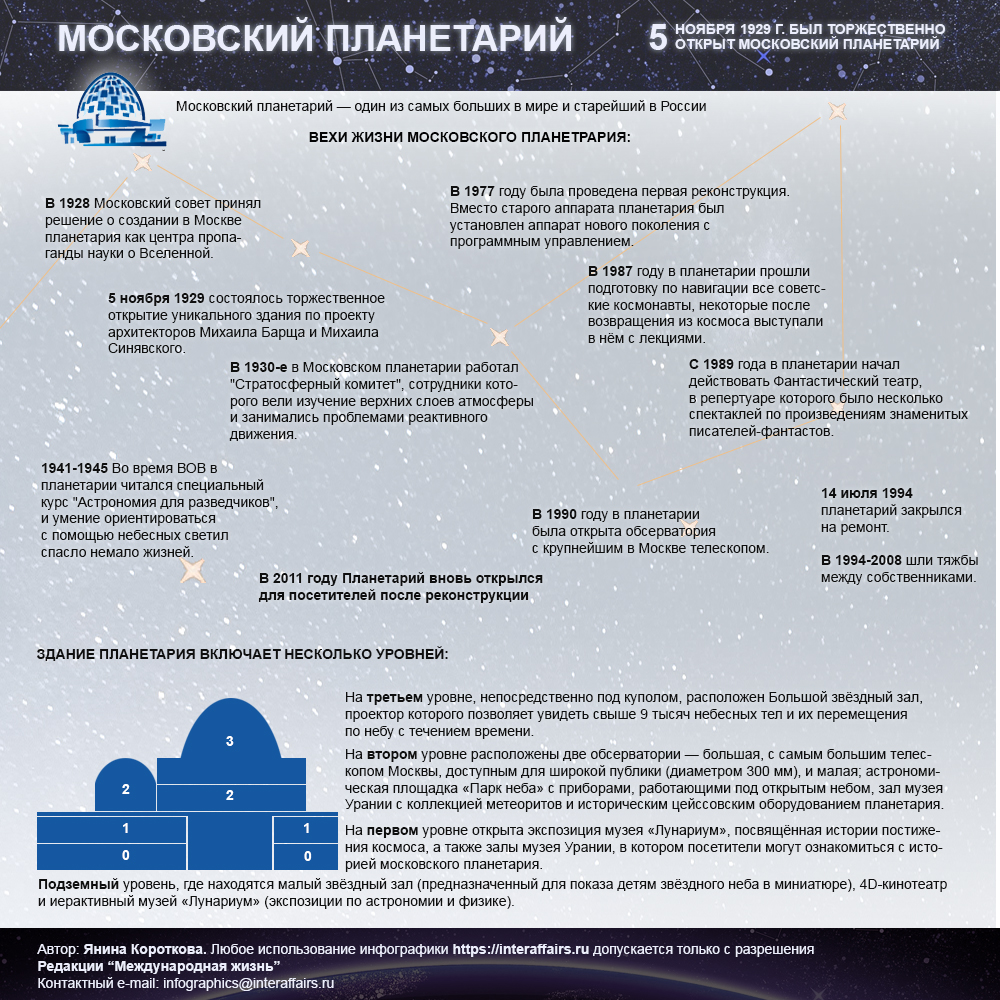 МОСКОВСКИЙ ПЛАНЕТАРИЙ
5 НОЯБРЯ 1929 Г. БЫЛ ТОРЖЕСТВЕННО
ОТКРЫТ МОСКОВСКИЙ ПЛАНЕТАРИЙ
Московский планетарий — один из самых больших в мире и старейший в России
ВЕХИ ЖИЗНИ МОСКОВСКОГО ПЛАНЕТРАРИЯ:
В 1928 Московский совет принял
решение о создании в Москве
планетария как центра пропа-
ганды науки о Вселенной.
5 ноября 1929 состоялось торжественное
открытие уникального здания по проекту
архитекторов Михаила Барща и Михаила
Синявского.
В 1930-е в Московском планетарии работал
"Стратосферный комитет", сотрудники кото-
рого вели изучение верхних слоев атмосферы
и занимались проблемами реактивного
движения.
1941-1945 Во время ВОВ в
планетарии читался специальный
курс "Астрономия для разведчиков",
и умение ориентироваться
с помощью небесных светил
спасло немало жизней.
В 1977 году была проведена первая реконструкция.
Вместо старого аппарата планетария был
установлен аппарат нового поколения с
программным управлением.
В 1987 году в планетарии прошли
подготовку по навигации все советс-
кие космонавты, некоторые после
возвращения из космоса выступали
в нём с лекциями.
С 1989 года в планетарии начал
действовать Фантастический театр,
в репертуаре которого было несколько
спектаклей по произведениям знаменитых
писателей-фантастов.
В 1990 году в планетарии
была открыта обсерватория
с крупнейшим в Москве телескопом.
14 июля 1994
планетарий закрылся
на ремонт.
В 1994-2008 шли тяжбы
между собственниками.
В 2011 году Планетарий вновь открылся
для посетителей после реконструкции
ЗДАНИЕ ПЛАНЕТАРИЯ ВКЛЮЧАЕТ НЕСКОЛЬКО УРОВНЕЙ:
3
2
2
1
1
0
0
На третьем уровне, непосредственно под куполом, расположен Большой звёздный зал,
проектор которого позволяет увидеть свыше 9 тысяч небесных тел и их перемещения
по небу с течением времени.
На втором уровне расположены две обсерватории — большая, с самым большим телес-
копом Москвы, доступным для широкой публики (диаметром 300 мм), и малая; астрономи-
ческая площадка «Парк неба» с приборами, работающими под открытым небом, зал музея
Урании с коллекцией метеоритов и историческим цейссовским оборудованием планетария.
На первом уровне открыта экспозиция музея «Лунариум», посвящённая истории постиже-
ния космоса, а также залы музея Урании, в котором посетители могут ознакомиться с исто-
рией московского планетария.
Подземный уровень, где находятся малый звёздный зал (предназначенный для показа детям звёздного неба в миниатюре), 4D-кинотеатр
и иерактивный музей «Лунариум» (экспозиции по астрономии и физике).
Автор: Янина Короткова. Любое использование инфографики https://interaffairs.ru допускается только с разрешения
Редакции “Международная жизнь”
Контактный e-mail: infographics@interaffairs.ru